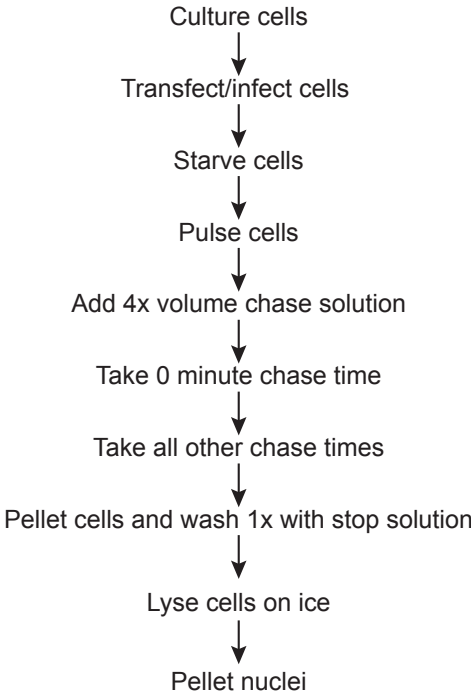 Culture cells
Transfect/infect cells
Starve cells
Pulse cells
Add 4x volume chase solution
Take 0 minute chase time
Take all other chase times
Pellet cells and wash 1x with stop solution
Lyse cells on ice
Pellet nuclei